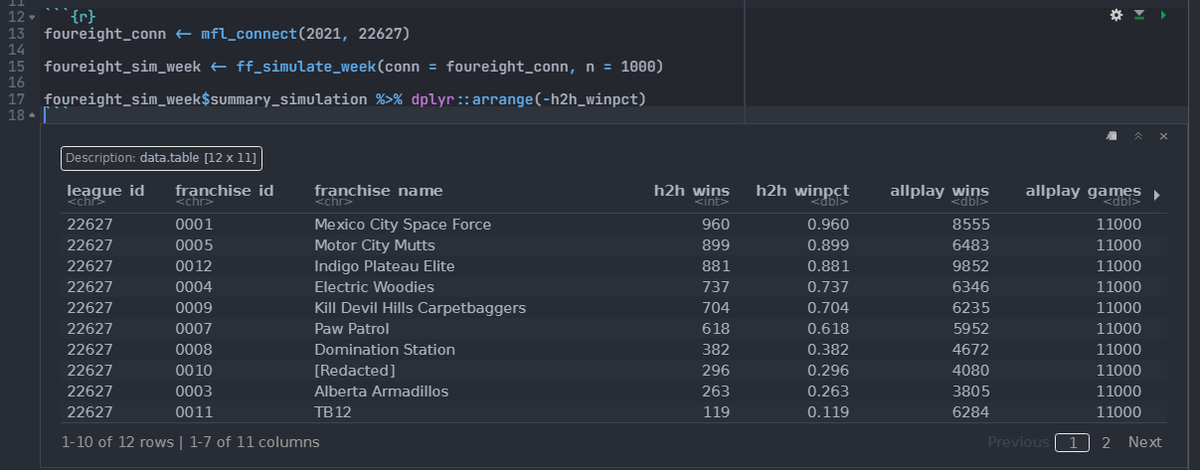 11
12 ```{r}
13 foureight_conn ← mfl_connect(2021, 22627)
14
15 foureight_sim_week ← ff_simulate_week(conn = foureight_conn, n = 1000)
16
17 foureight_sim_week$summary_simulation %>% dplyr::arrange(-h2h_winpct)
18 ```
Description: data.table [12 x 11]
league id franchise id franchise name h2h wins h2h winpct allplay wins allplay games
<chr> <chr> <chr> <int> <dbl> <dbl> <dbl>
22627 0001 Mexico City Space Force 960 0.960 8555 11000
22627 0005 Motor City Mutts 899 0.899 6483 11000
22627 0012 Indigo Plateau Elite 881 0.881 9852 11000
22627 0004 Electric Woodies 737 0.737 6346 11000
22627 0009 Kill Devil Hills Carpetbaggers 704 0.704 6235 11000
22627 0007 Paw Patrol 618 0.618 5952 11000
22627 0008 Domination Station 382 0.382 4672 11000
22627 0010 [Redacted] 296 0.296 4080 11000
22627 0003 Alberta Armadillos 263 0.263 3805 11000
22627 0011 TB12 119 0.119 6284 11000
1-10 of 12 rows | 1-7 of 11 columns Previous 1 2 Next